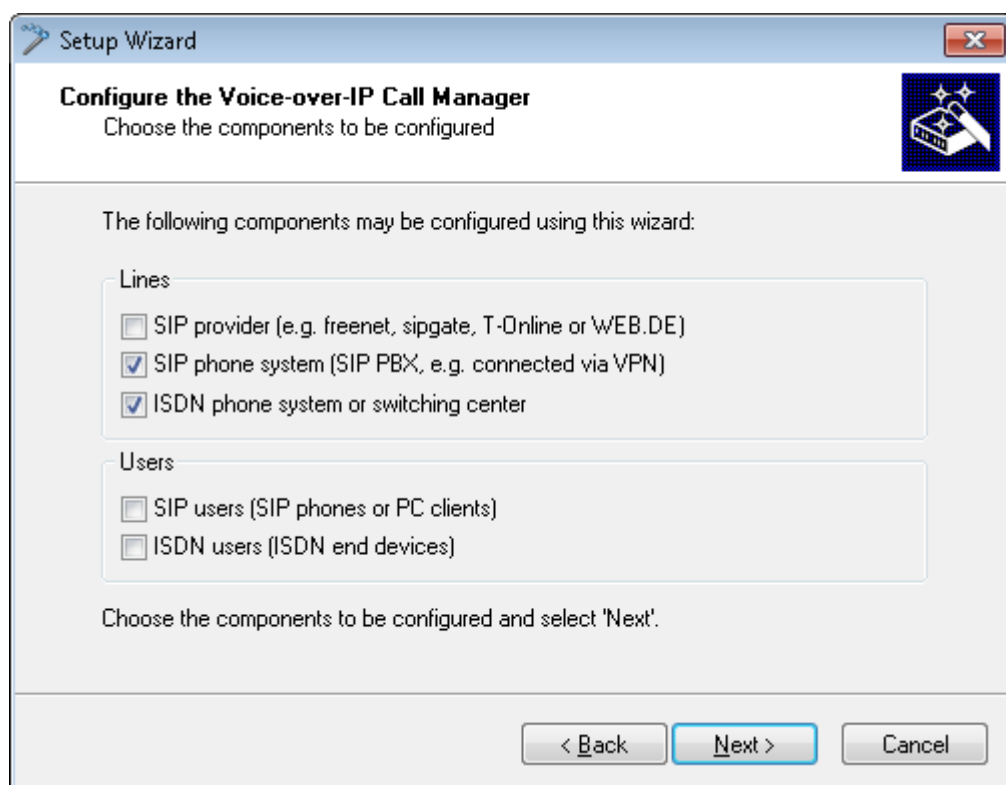 Setup Wizard
Configure the Voice-over-IP Call Manager
Choose the components to be configured
The following components may be configured using this wizard:
Lines
SIP provider (e.g. freenet, sipgate, T-Online or WEB.DE)
SIP phone system (SIP PBX, e.g. connected via VPN)
ISDN phone system or switching center
Users
SIP users (SIP phones or PC clients)
ISDN users (ISDN end devices)
Choose the components to be configured and select 'Next'.
< Back Next > Cancel